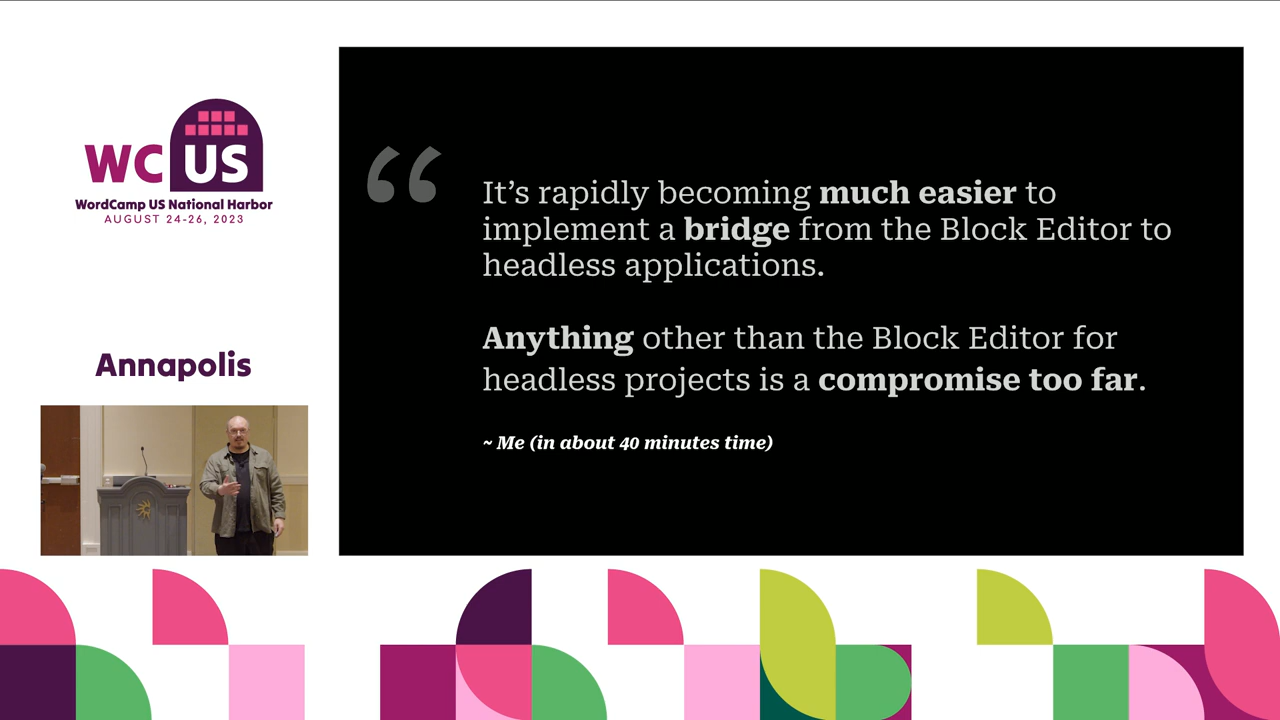 WC US
WordCamp US National Harbor
AUGUST 24-26, 2023
Annapolis
“
It’s rapidly becoming much easier to
implement a bridge from the Block Editor to
headless applications.
Anything other than the Block Editor for
headless projects is a compromise too far.
~ Me (in about 40 minutes time)